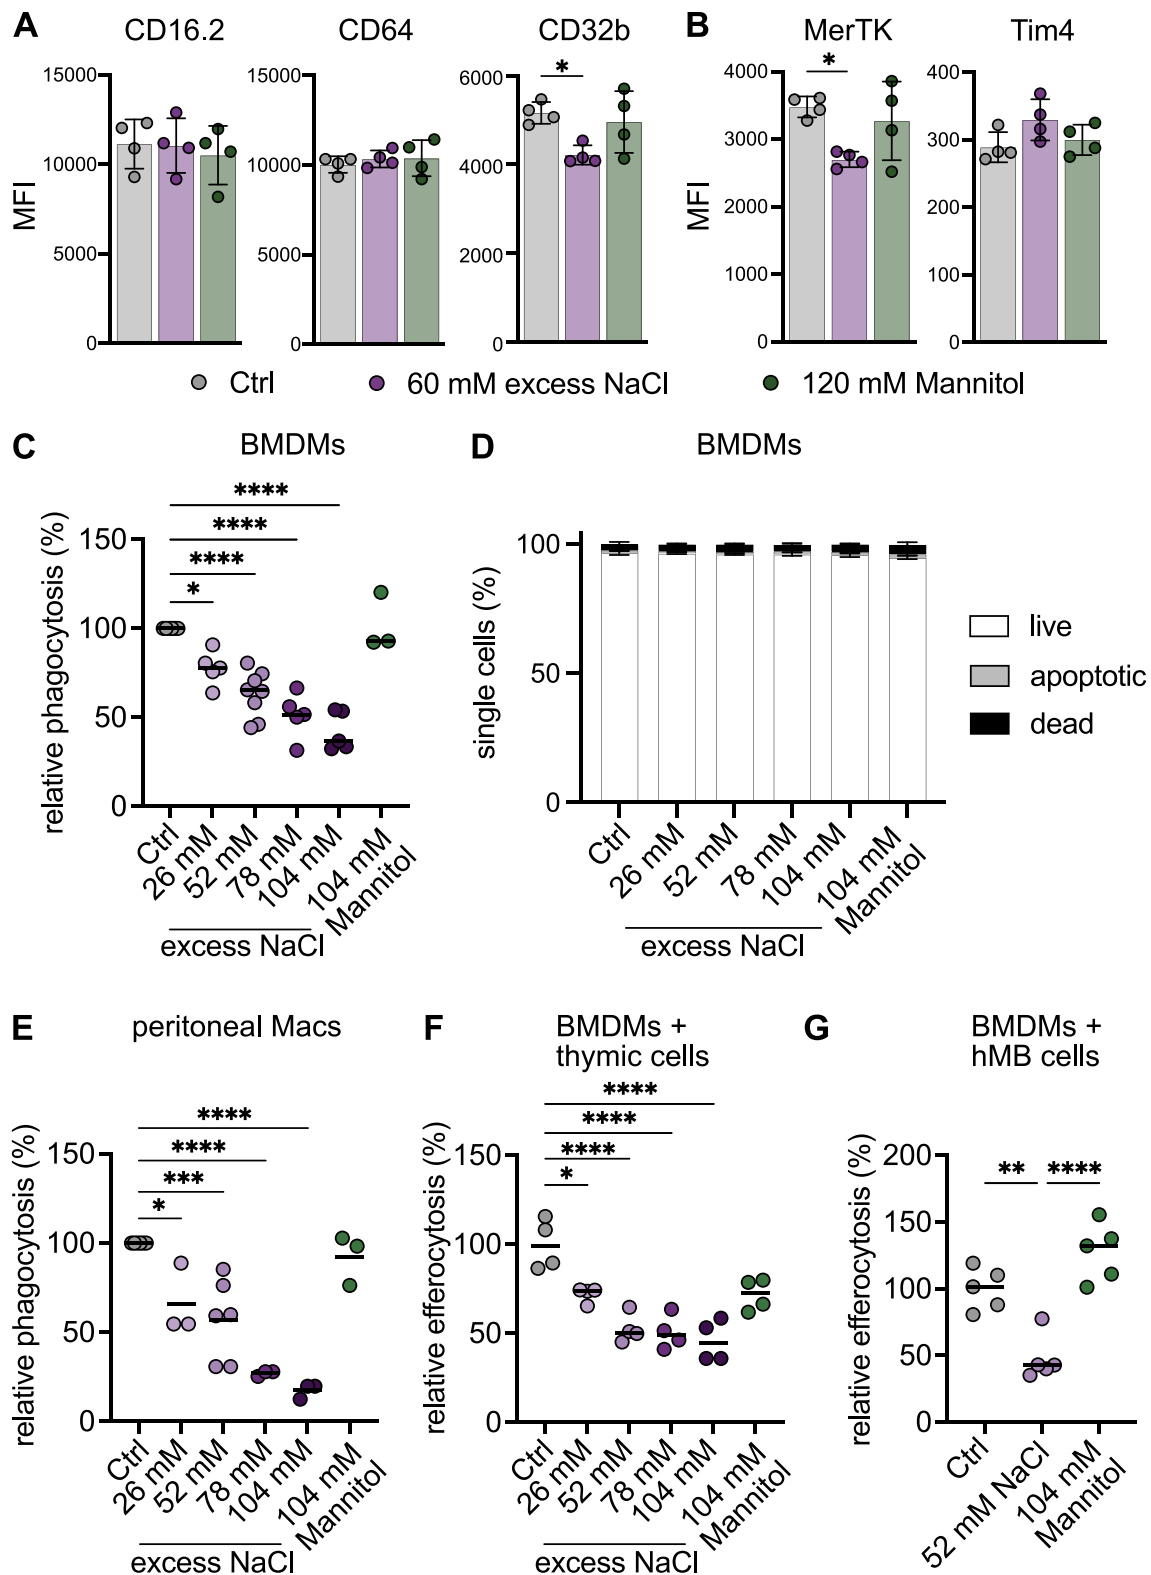 A
CD16.2
CD64
CD32b
B
MerTK
Tim4
MFI
15000
10000
5000
0
15000
10000
5000
0
6000
4000
2000
0
*
MFI
4000
3000
2000
1000
0
*
400
300
200
100
0
Ctrl
60 mM excess NaCl
120 mM Mannitol
C
BMDMs
relative phagocytosis (%)
150
100
50
0
****
****
****
*
Ctrl
26 mM
52 mM
78 mM
104 mM
104 mM
Mannitol
excess NaCl
D
BMDMs
single cells (%)
100
50
0
Ctrl
26 mM
52 mM
78 mM
104 mM
104 mM
Mannitol
excess NaCl
live
apoptotic
dead
E
peritoneal Macs
relative phagocytosis (%)
150
100
50
0
****
****
***
*
Ctrl
26 mM
52 mM
78 mM
104 mM
104 mM
Mannitol
excess NaCl
F
BMDMs +
thymic cells
relative efferocytosis (%)
150
100
50
0
****
****
****
*
Ctrl
26 mM
52 mM
78 mM
104 mM
104 mM
Mannitol
excess NaCl
G
BMDMs +
hMB cells
relative efferocytosis (%)
200
150
100
50
0
**
****
Ctrl
52 mM NaCl
104 mM
Mannitol